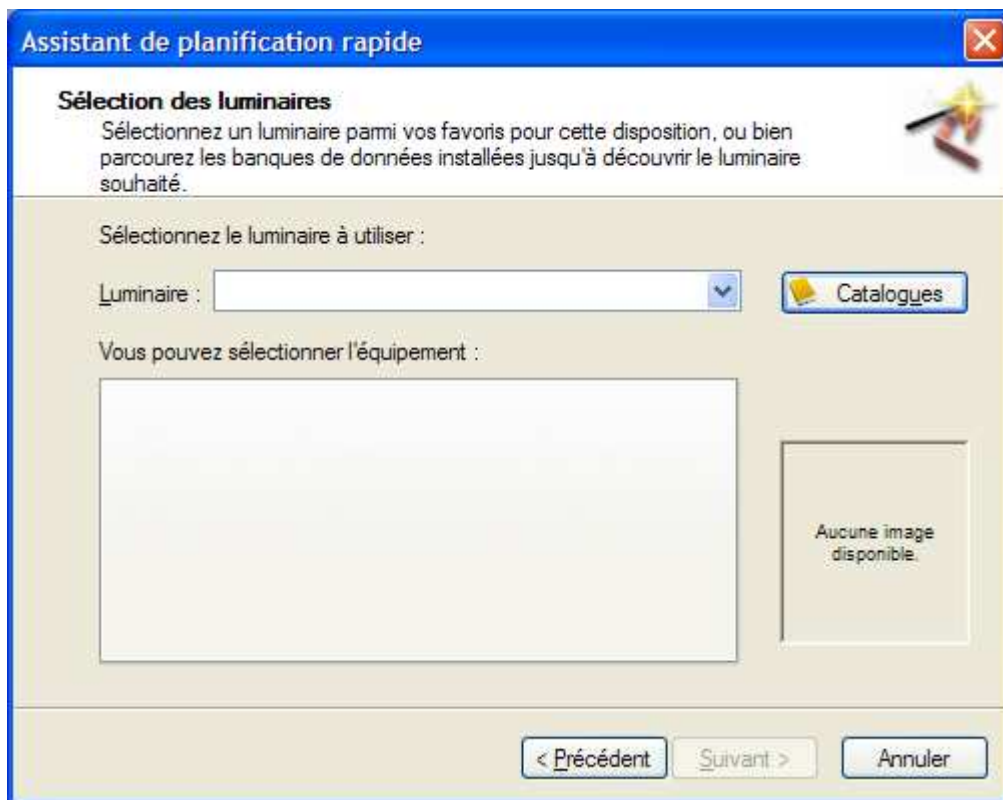 Assistant de planification rapide
Sélection des luminaires
Sélectionnez un luminaire parmi vos favoris pour cette disposition, ou bien
parcourez les banques de données installées jusqu'à découvrir le luminaire
souhaité.
Sélectionnez le luminaire à utiliser :
Luminaire :
Catalogues
Vous pouvez sélectionner l'équipement :
Aucune image
disponible.
< Précédent
Suivant >
Annuler